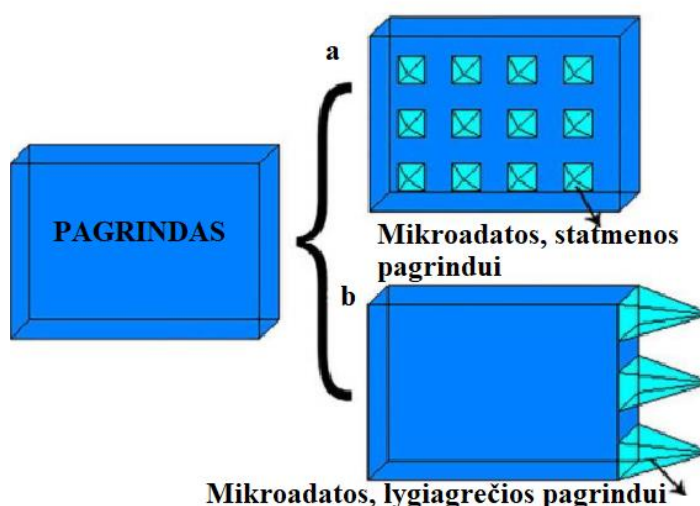 a
PAGRINDAS
Mikroadatos, statmenos
pagrindui
b
Mikroadatos, lygiagrečios pagrindui